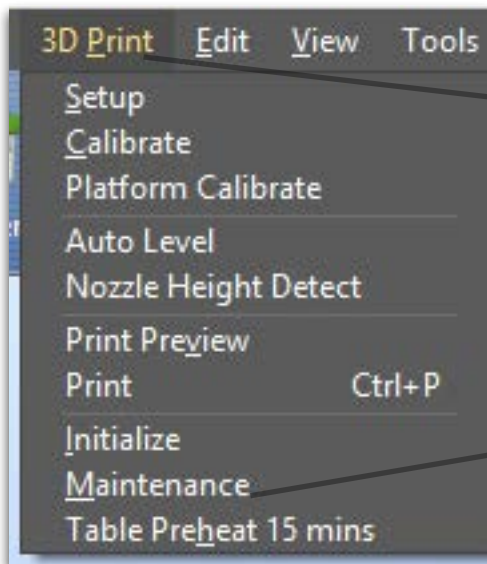 3D Print Edit View Tools
Setup
Calibrate
Platform Calibrate
Auto Level
Nozzle Height Detect
Print Preview
Print Ctrl+P
Initialize
Maintenance
Table Preheat 15 mins